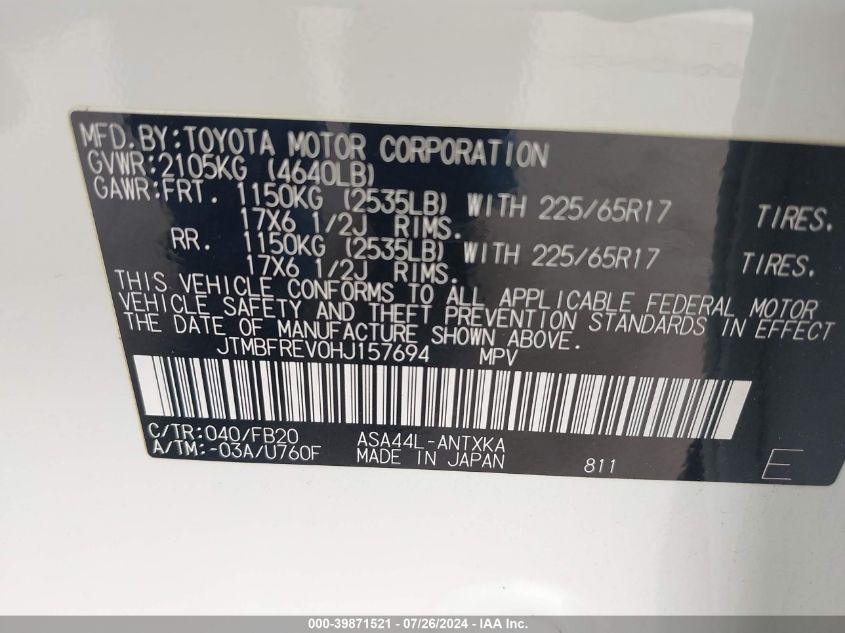 MFD. BY: TOYOTA MOTOR CORPORATION
GVWR: 2105KG (4640LB)
GAWR: FRT. 1150KG (2535LB) WITH 225/65R17 TIRES.
17X6 1/2J RIMS.
RR. 1150KG (2535LB) WITH 225/65R17 TIRES.
17X6 1/2J RIMS.
THIS VEHICLE CONFORMS TO ALL APPLICABLE FEDERAL MOTOR
VEHICLE SAFETY AND THEFT PREVENTION STANDARDS IN EFFECT
ON THE DATE OF MANUFACTURE SHOWN ABOVE.
JTMBFREV0HJ157694 MPV
C/TR: 040/FB20 ASA44L-ANTXKA
A/TM: -03A/U760F MADE IN JAPAN 811 E
000-39871521 - 07/26/2024 - IAA Inc.